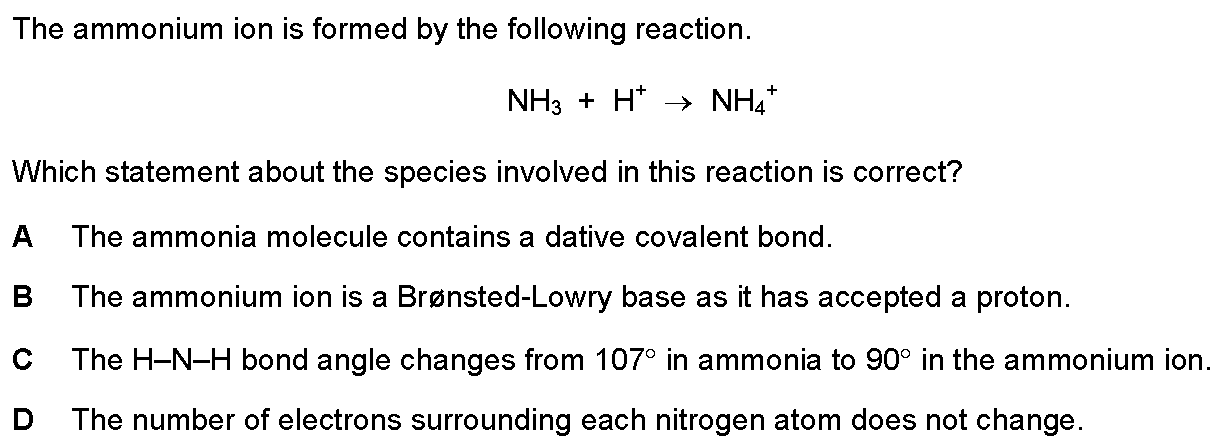 The ammonium ion is formed by the following reaction.
NH₃ + H⁺ → NH₄⁺
Which statement about the species involved in this reaction is correct?
A The ammonia molecule contains a dative covalent bond.
B The ammonium ion is a Brønsted-Lowry base as it has accepted a proton.
C The H–N–H bond angle changes from 107° in ammonia to 90° in the ammonium ion.
D The number of electrons surrounding each nitrogen atom does not change.